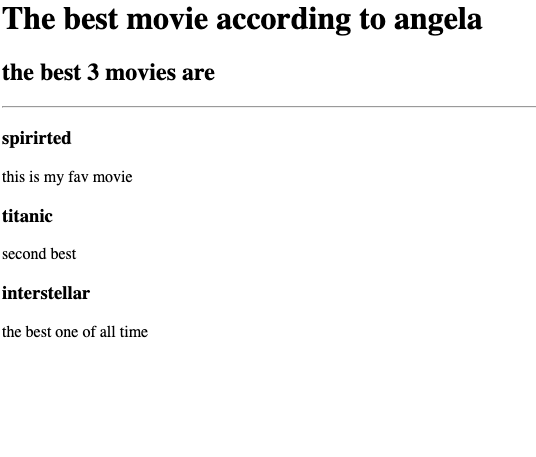 The best movie according to angela
the best 3 movies are
spirirted
this is my fav movie
titanic
second best
interstellar
the best one of all time